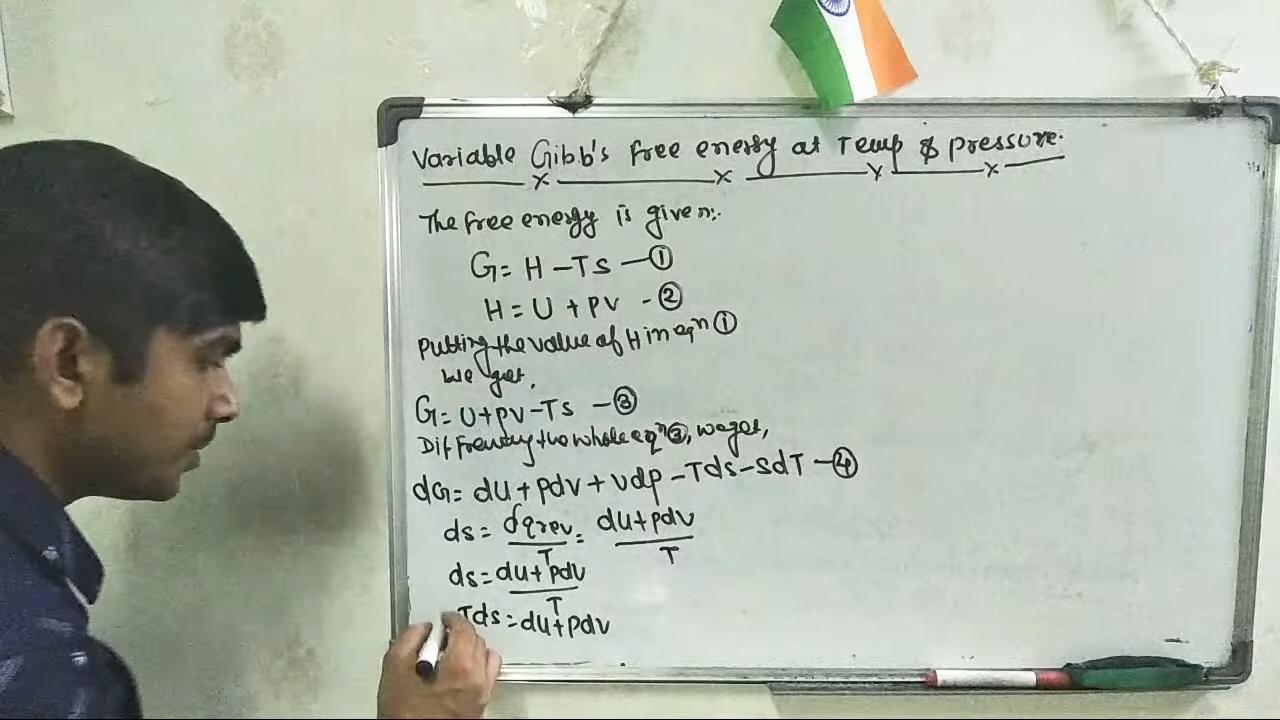 Variable Gibb's free energy at Temp & pressure.
The free energy is given:.
G = H - TS - ①
H = U + PV - ②
Putting the value of H in eqn ①
we get,
G = U + PV - TS - ③
the whole eqn ③, we get,
dG = dU + pdv + vdp - Tds - SdT - ④
ds = δqrev/T = du + pdv/T
ds = du + pdv/T
Tds = du + pdv